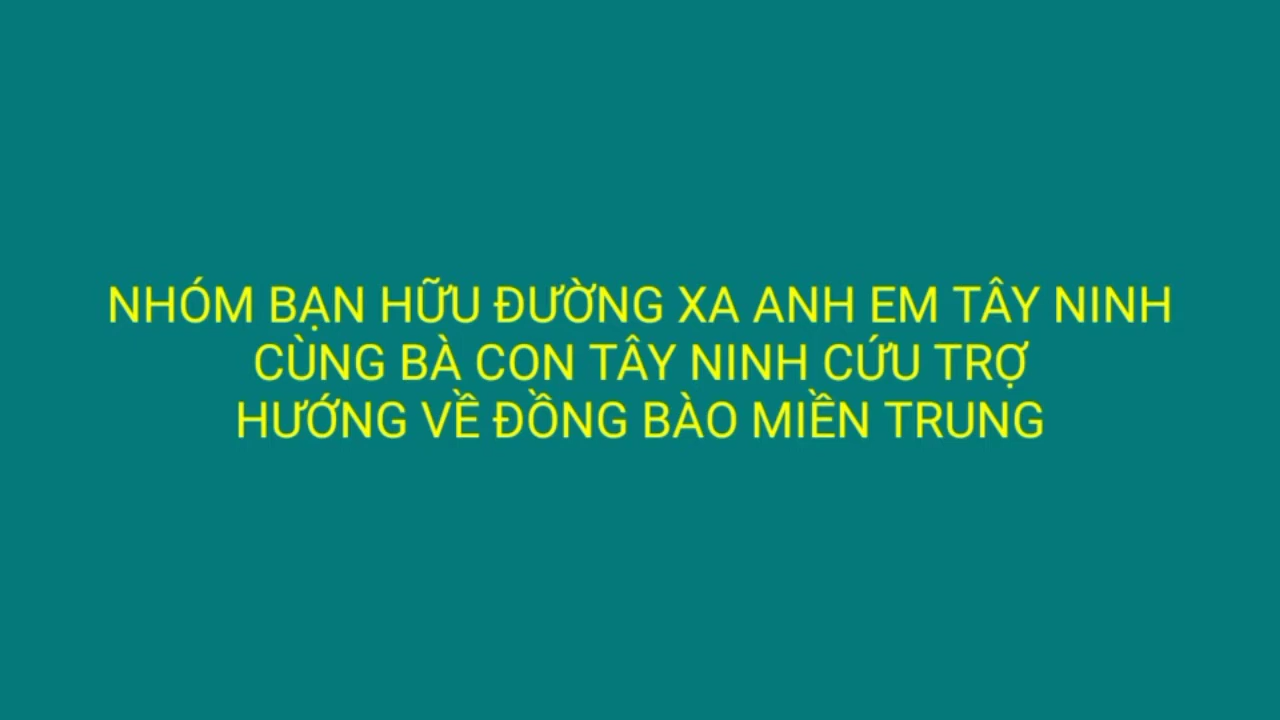 NHÓM BẠN HỮU ĐƯỜNG XA ANH EM TÂY NINH
CÙNG BÀ CON TÂY NINH CỨU TRỢ
HƯỚNG VỀ ĐỒNG BÀO MIỀN TRUNG